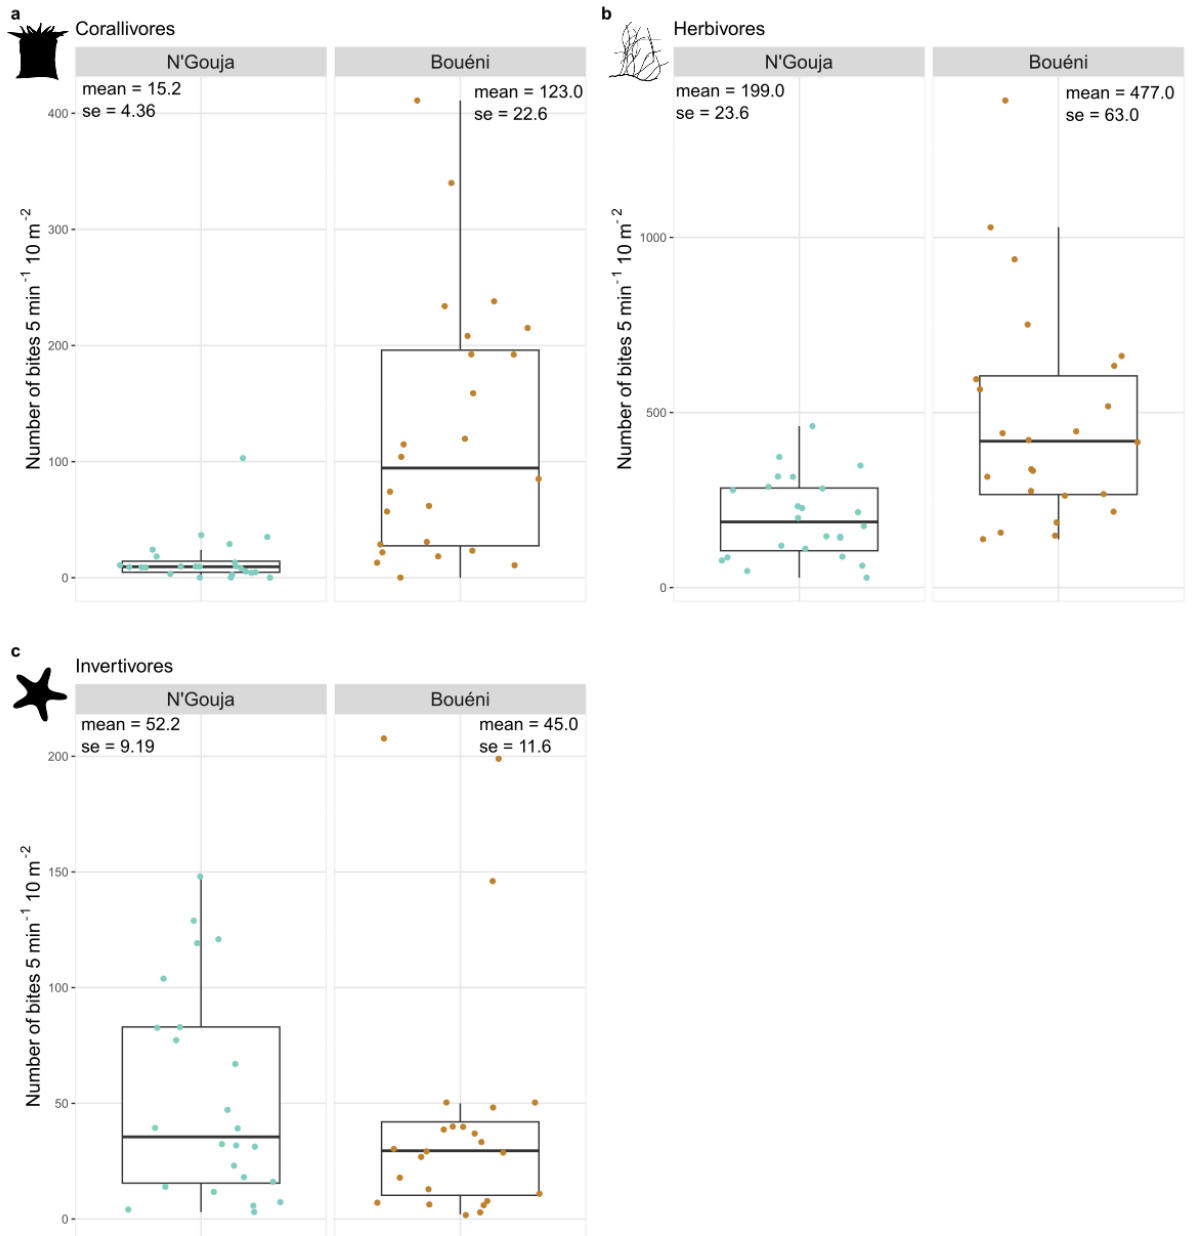 a
Corallivores
N'Gouja
Bouéni
mean = 15.2
se = 4.36
mean = 123.0
se = 22.6
Number of bites 5 min⁻¹ 10 m⁻²
400
300
200
100
0
b
Herbivores
N'Gouja
Bouéni
mean = 199.0
se = 23.6
mean = 477.0
se = 63.0
Number of bites 5 min⁻¹ 10 m⁻²
1000
500
0
c
Invertivores
N'Gouja
Bouéni
mean = 52.2
se = 9.19
mean = 45.0
se = 11.6
Number of bites 5 min⁻¹ 10 m⁻²
200
150
100
50
0